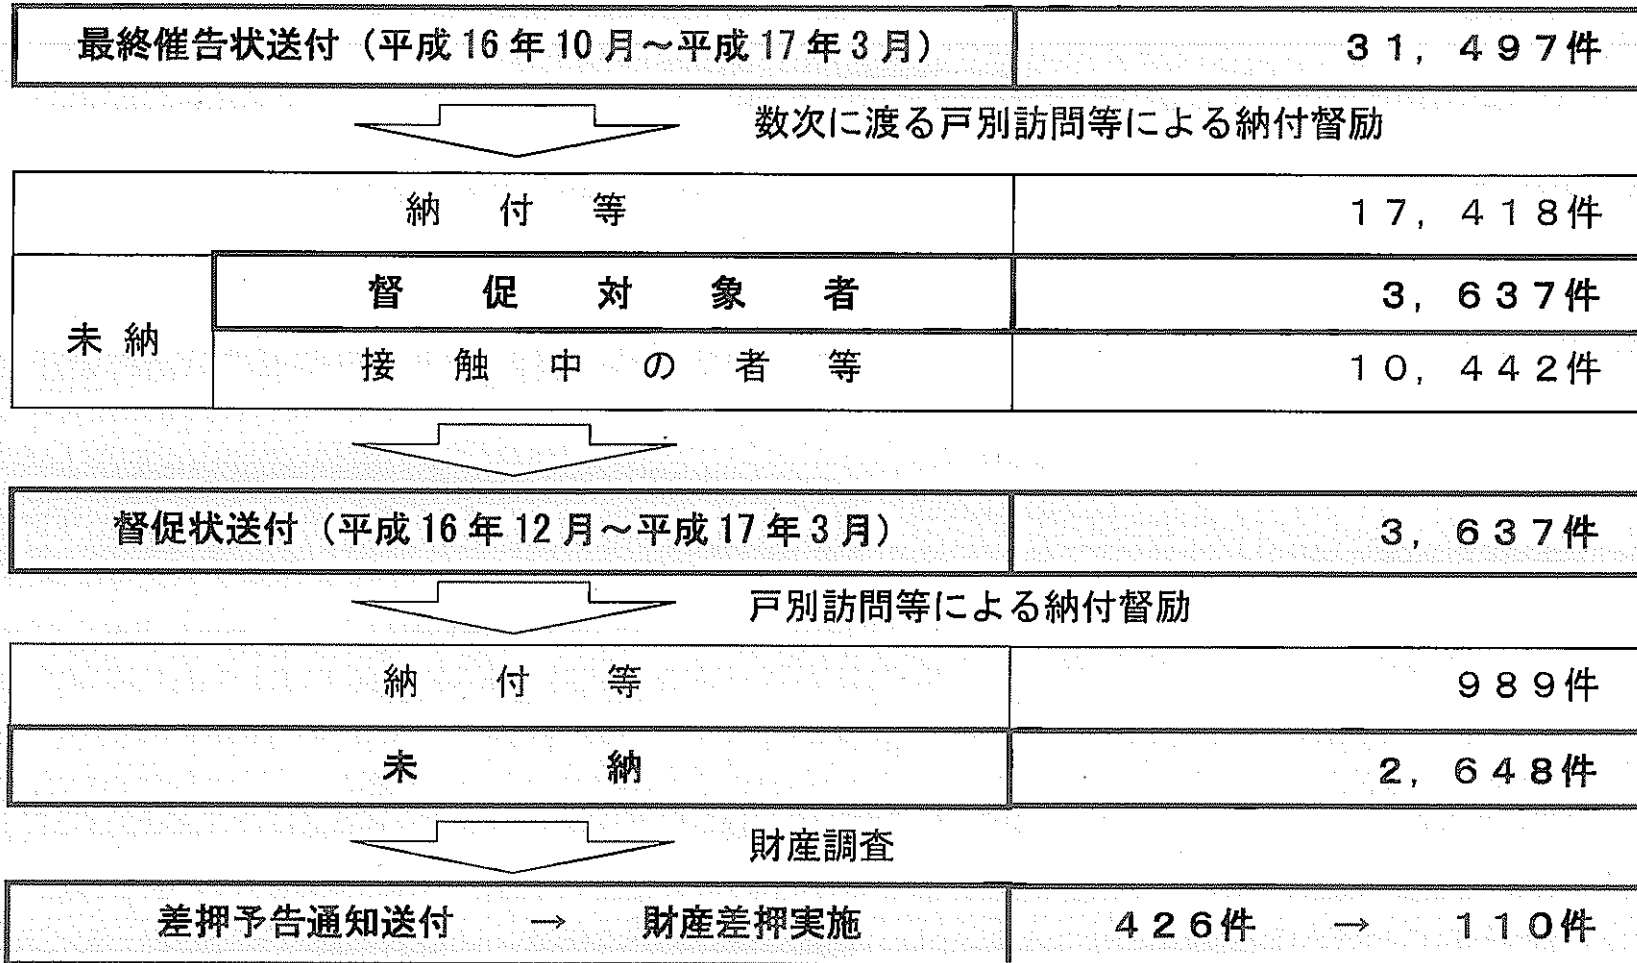 最終催告状送付（平成16年10月～平成17年3月） 31,497件
数次に渡る戸別訪問等による納付督励
納付等 17,418件
督促対象者 3,637件
未納
接触中の者等 10,442件
督促状送付（平成16年12月～平成17年3月） 3,637件
戸別訪問等による納付督励
納付等 989件
未納 2,648件
財産調査
差押予告通知送付 → 財産差押実施 426件 → 110件